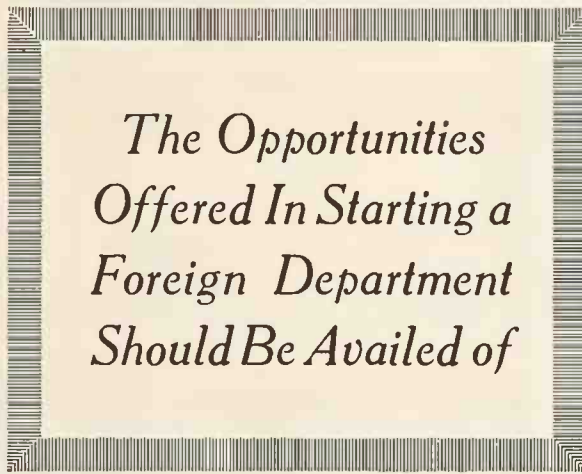 The Opportunities
Offered In Starting a
Foreign Department
Should Be Availed of